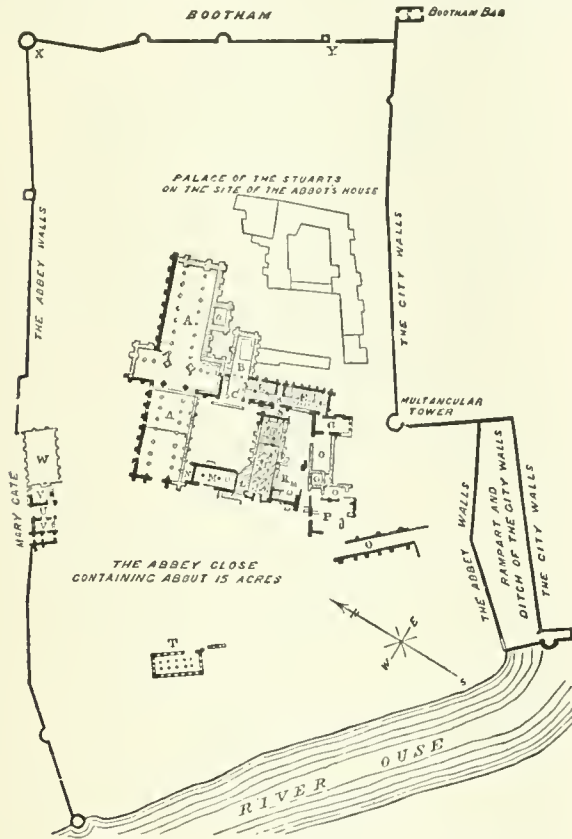 BOOTHAM
BOOTHAM BAR
X
Y
PALACE OF THE STUARTS
ON THE SITE OF THE ABBOT'S HOUSE
THE ABBEY WALLS
THE CITY WALLS
A
B
A
E
G
MULTANGULAR
TOWER
W
V
U
V
MARY GATE
N
M
O
R
P
O
THE ABBEY CLOSE
CONTAINING ABOUT 15 ACRES
THE ABBEY WALLS
RAMPART AND
DITCH OF THE CITY WALLS
THE CITY WALLS
T
N
E
W
S
RIVER OUSE